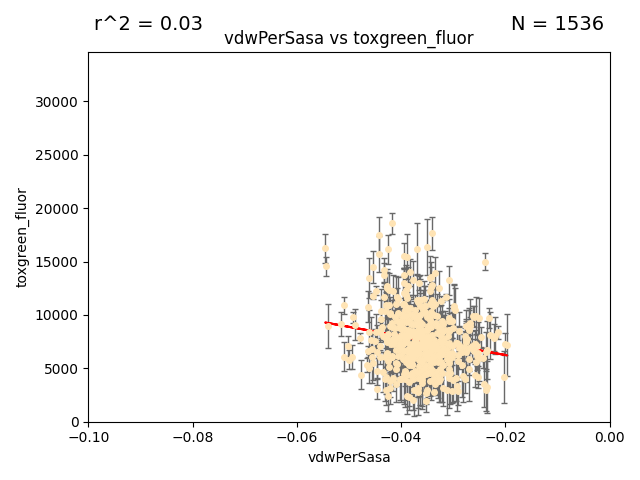 r^2 = 0.03
N = 1536
vdwPerSasa vs toxgreen_fluor
toxgreen_fluor
30000
25000
20000
15000
10000
5000
0
−0.10
−0.08
−0.06
−0.04
−0.02
0.00
vdwPerSasa